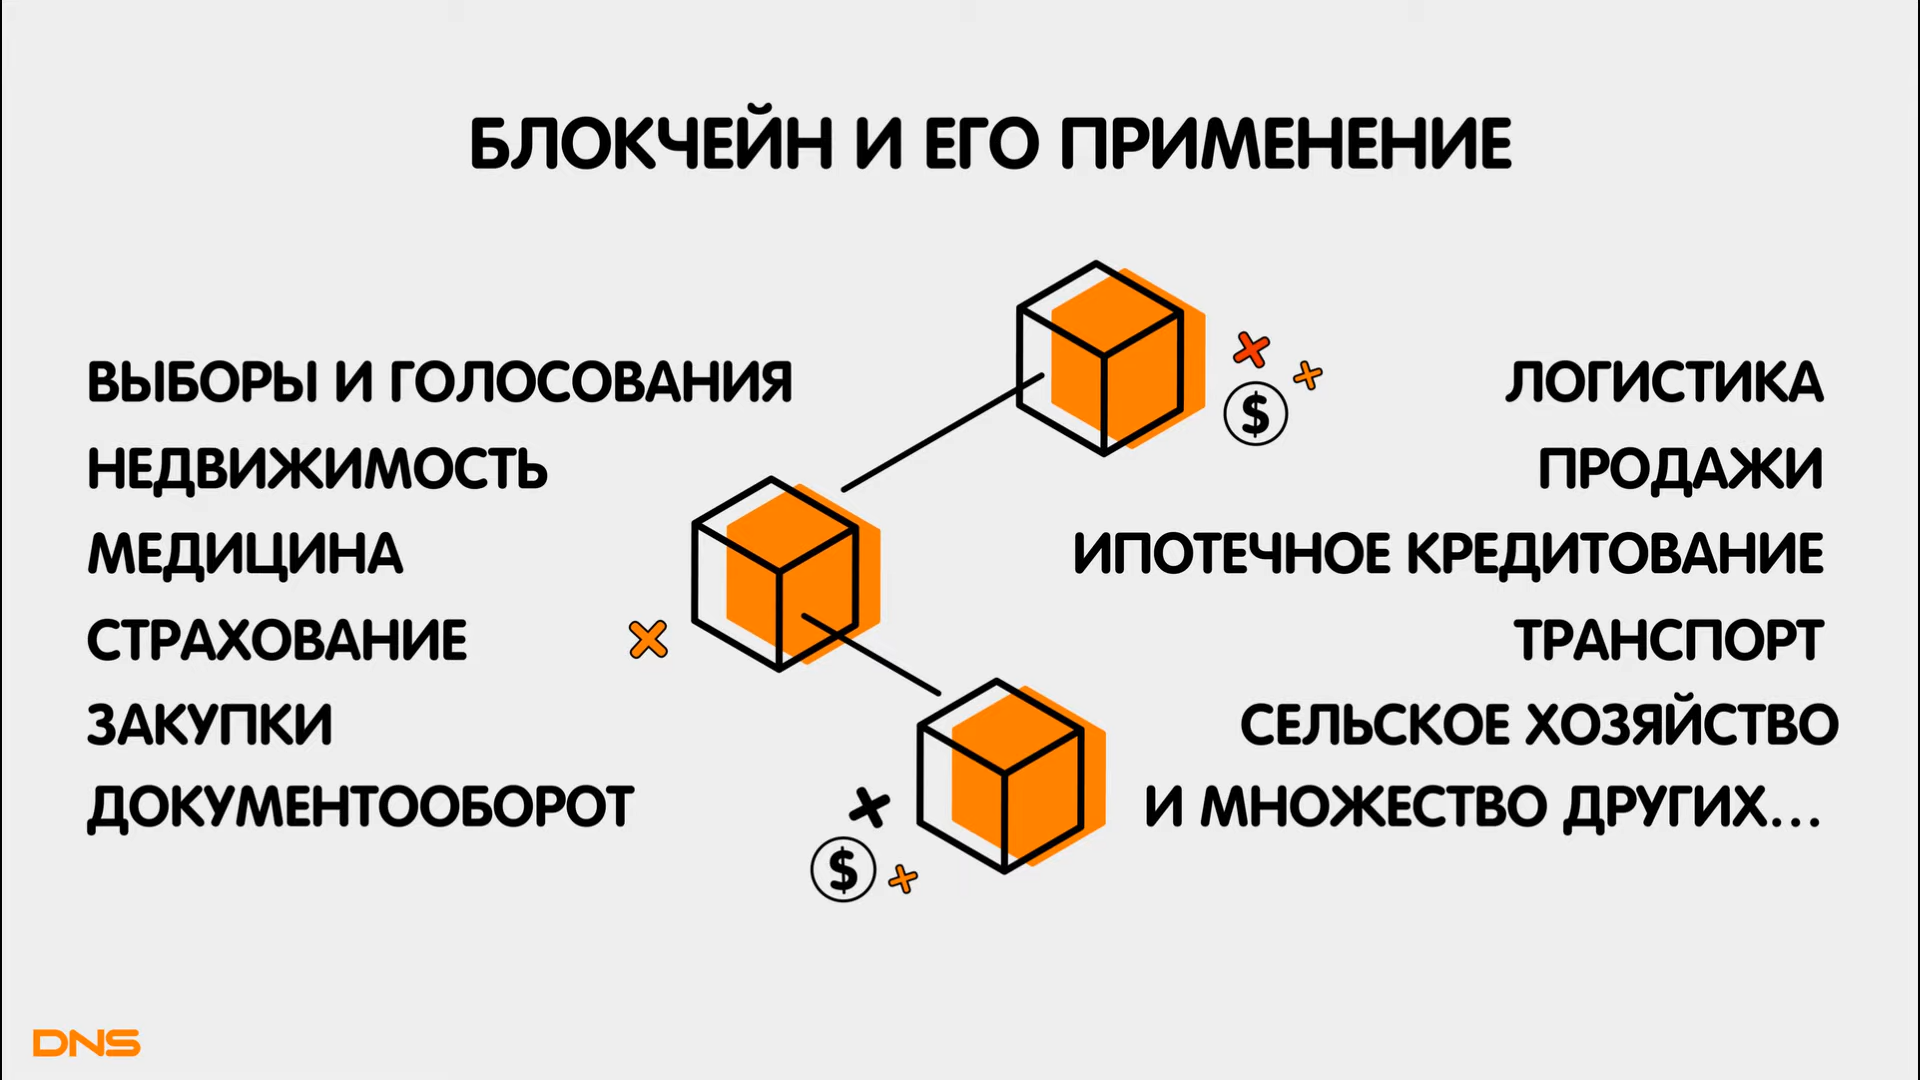 БЛОКЧЕЙН И ЕГО ПРИМЕНЕНИЕ
ВЫБОРЫ И ГОЛОСОВАНИЯ
НЕДВИЖИМОСТЬ
МЕДИЦИНА
СТРАХОВАНИЕ
ЗАКУПКИ
ДОКУМЕНТООБОРОТ
ЛОГИСТИКА
ПРОДАЖИ
ИПОТЕЧНОЕ КРЕДИТОВАНИЕ
ТРАНСПОРТ
СЕЛЬСКОЕ ХОЗЯЙСТВО
И МНОЖЕСТВО ДРУГИХ...
$
$
DNS